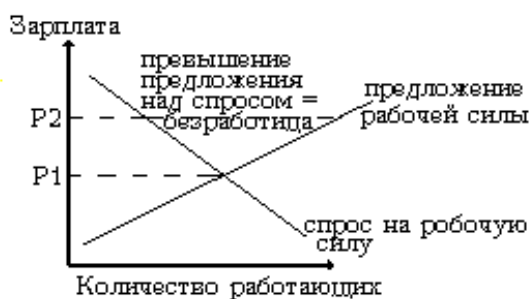 Зарплата
превышение
предложения
над спросом =
безработица
предложение
рабочей силы
P2
P1
спрос на робочую
силу
Количество работающих